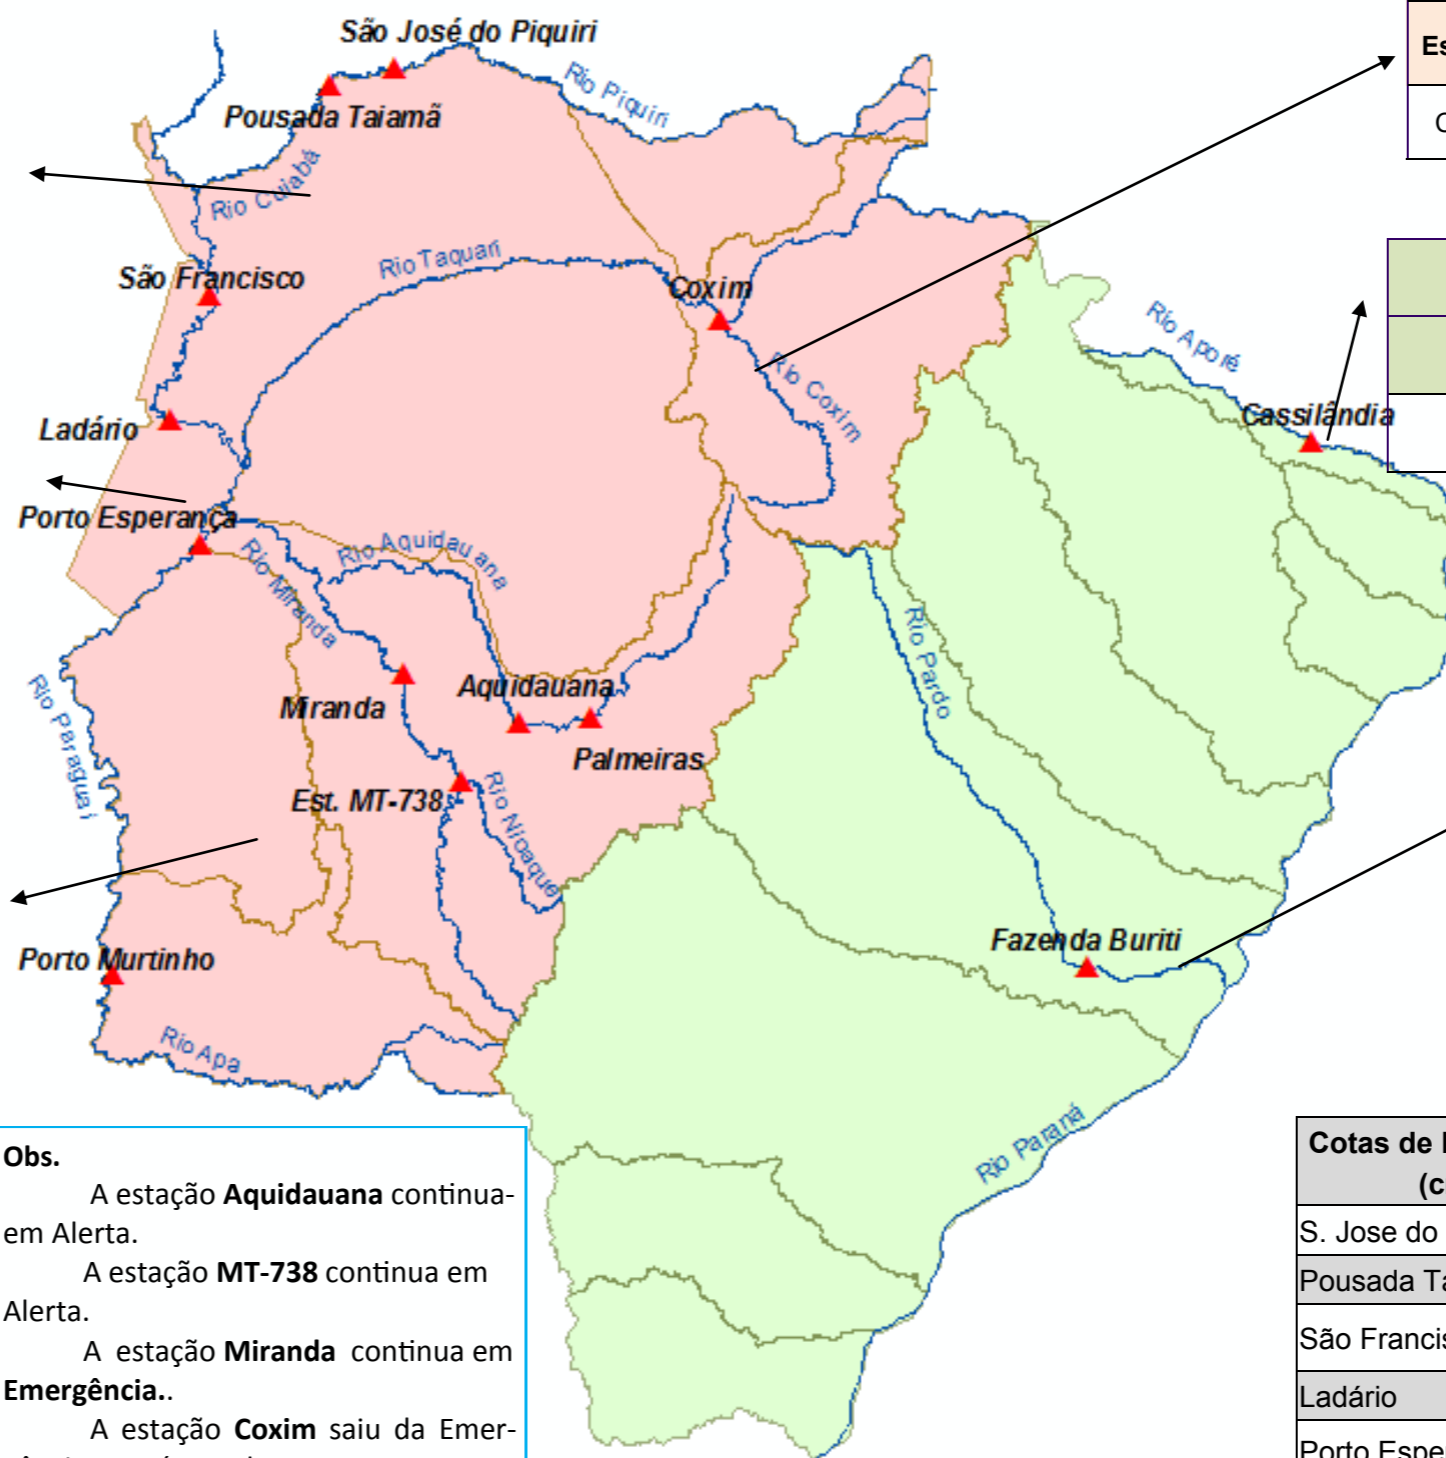 São José do Piquiri
Rio Piquiri
Es
Pousada Taiamã
C
Rio Cuiabá
Rio Taquari
São Francisco
Coxim
Rio Aporé
Rio Coxim
Cassilândia
Ladário
Porto Esperança
Rio Aquidauana
Rio Miranda
Rio Pardo
Rio Paraguai
Miranda
Aquidauana
Palmeiras
Est. MT-738
Rio Nioaque
Fazenda Buriti
Porto Murtinho
Rio Apa
Rio Paraná
Obs.
A estação Aquidauana continua-
em Alerta.
A estação MT-738 continua em
Alerta.
A estação Miranda continua em
Emergência..
A estação Coxim saiu da Emer-
Cotas de
(c
S. Jose do
Pousada Ta
São Francis
Ladário
Porto Esper